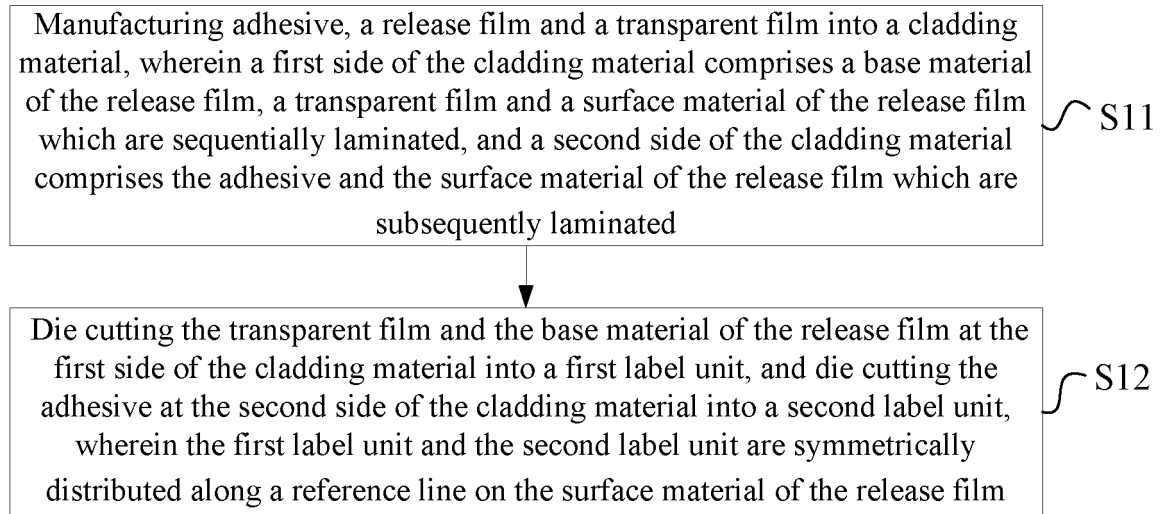 Manufacturing adhesive, a release film and a transparent film into a cladding
material, wherein a first side of the cladding material comprises a base material
of the release film, a transparent film and a surface material of the release film
which are sequentially laminated, and a second side of the cladding material
comprises the adhesive and the surface material of the release film which are
subsequently laminated
S11
Die cutting the transparent film and the base material of the release film at the
first side of the cladding material into a first label unit, and die cutting the
adhesive at the second side of the cladding material into a second label unit,
wherein the first label unit and the second label unit are symmetrically
distributed along a reference line on the surface material of the release film
S12